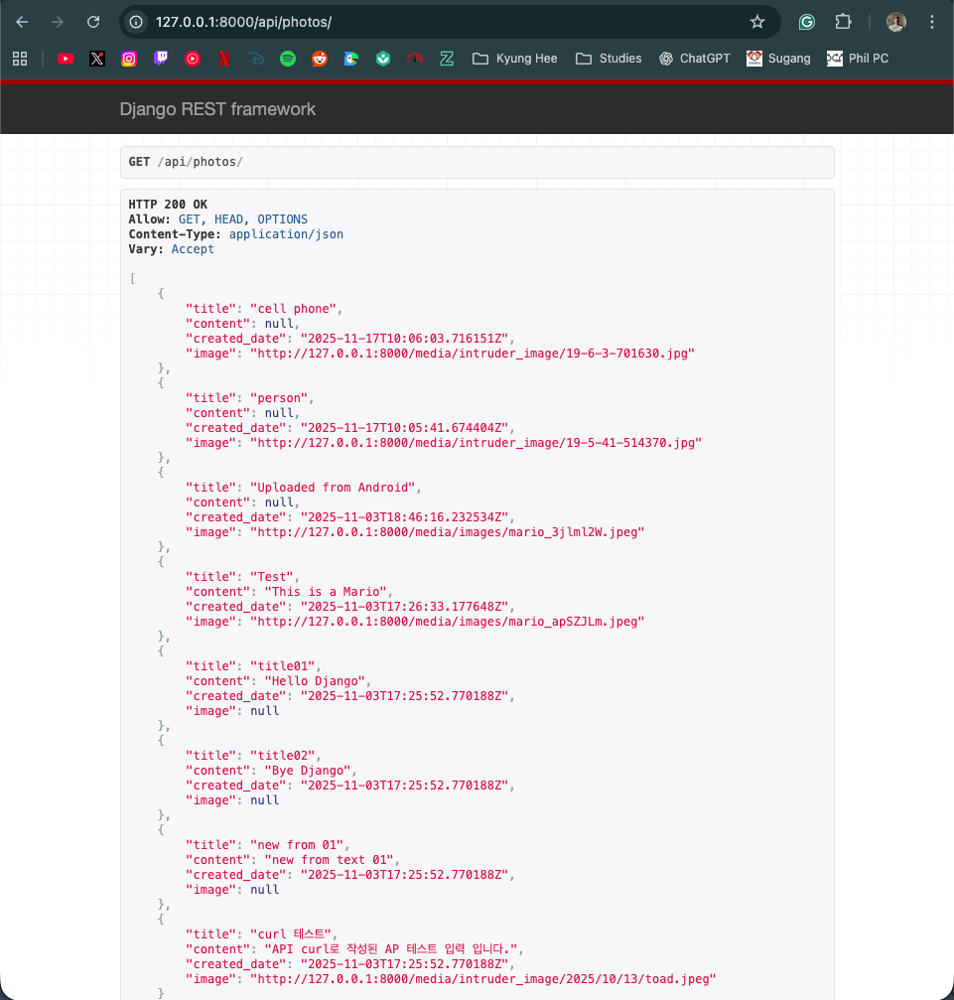 127.0.0.1:8000/api/photos/
Kyung Hee Studies ChatGPT Sugang Phil PC
Django REST framework
GET /api/photos/
HTTP 200 OK
Allow: GET, HEAD, OPTIONS
Content-Type: application/json
Vary: Accept
[
{
"title": "cell phone",
"content": null,
"created_date": "2025-11-17T10:06:03.716151Z",
"image": "http://127.0.0.1:8000/media/intruder_image/19-6-3-701630.jpg"
},
{
"title": "person",
"content": null,
"created_date": "2025-11-17T10:05:41.674404Z",
"image": "http://127.0.0.1:8000/media/intruder_image/19-5-41-514370.jpg"
},
{
"title": "Uploaded from Android",
"content": null,
"created_date": "2025-11-03T18:46:16.232534Z",
"image": "http://127.0.0.1:8000/media/images/mario_3jlml2W.jpeg"
},
{
"title": "Test",
"content": "This is a Mario",
"created_date": "2025-11-03T17:26:33.177648Z",
"image": "http://127.0.0.1:8000/media/images/mario_apSZJLm.jpeg"
},
{
"title": "title01",
"content": "Hello Django",
"created_date": "2025-11-03T17:25:52.770188Z",
"image": null
},
{
"title": "title02",
"content": "Bye Django",
"created_date": "2025-11-03T17:25:52.770188Z",
"image": null
},
{
"title": "new from 01",
"content": "new from text 01",
"created_date": "2025-11-03T17:25:52.770188Z",
"image": null
},
{
"title": "curl 테스트",
"content": "API curl로 작성된 AP 테스트 입력 입니다.",
"created_date": "2025-11-03T17:25:52.770188Z",
"image": "http://127.0.0.1:8000/media/intruder_image/2025/10/13/toad.jpeg"
}